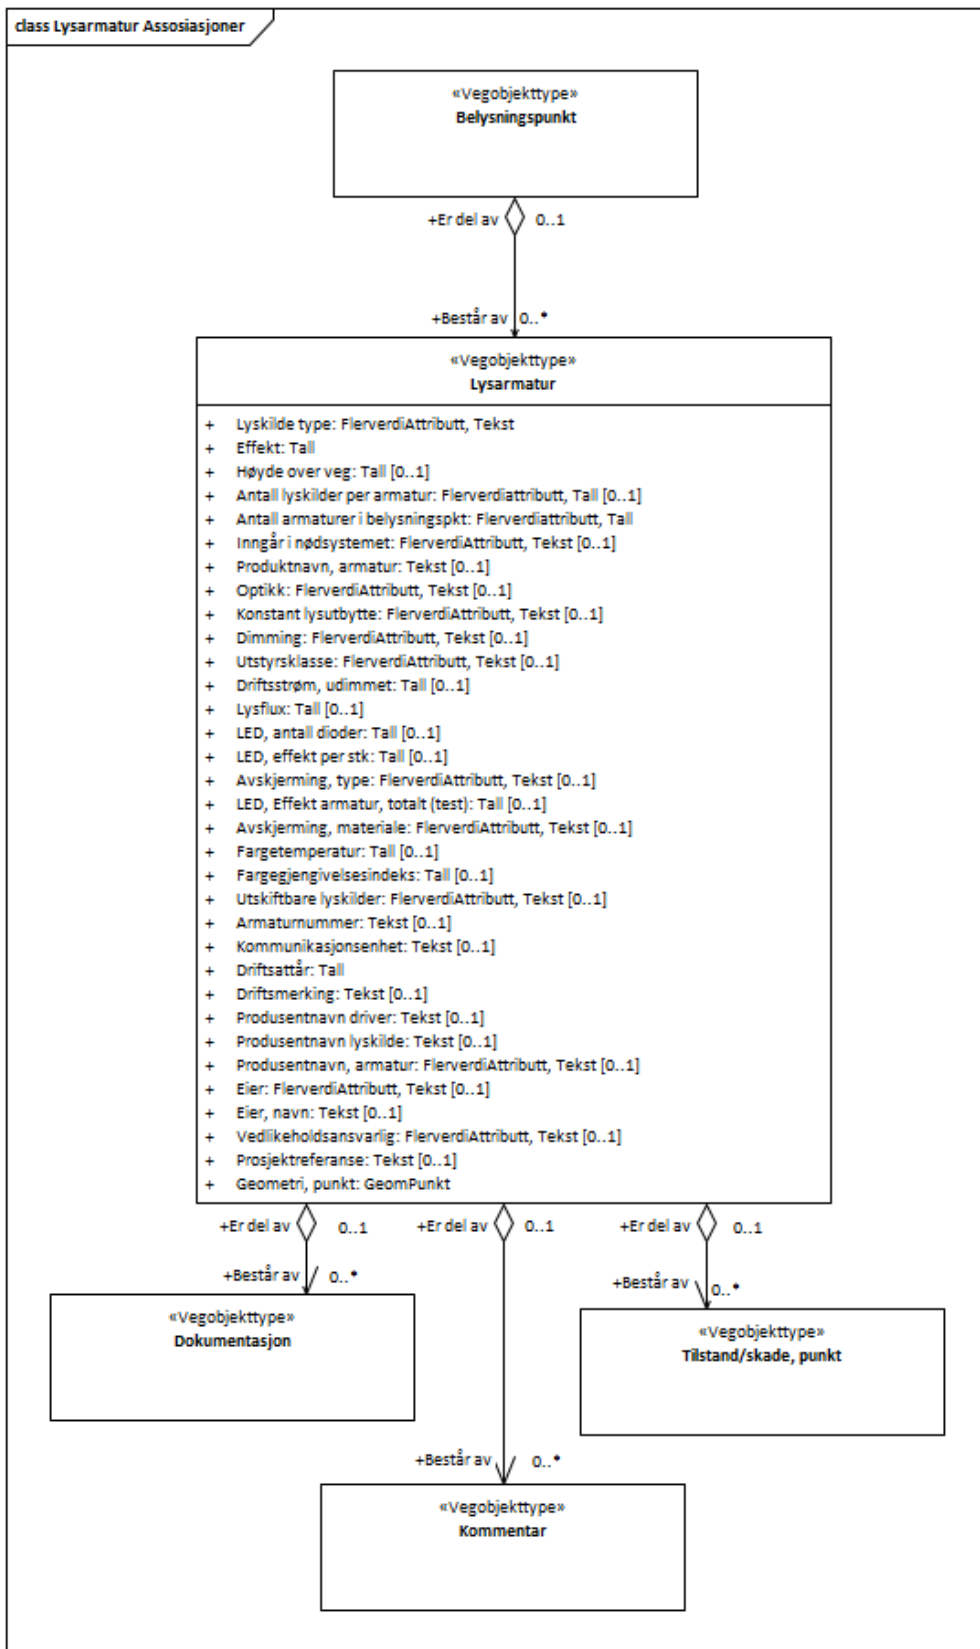 class Lysarmatur Assosiasjoner
«Vegobjekttype»
Belysningspunkt
+Er del av 0..1
+Består av 0..*
«Vegobjekttype»
Lysarmatur
+ Lyskilde type: FlerverdiAttributt, Tekst
+ Effekt: Tall
+ Høyde over veg: Tall [0..1]
+ Antall lyskilder per armatur: Flerverdiattributt, Tall [0..1]
+ Antall armaturer i belysningspkt: Flerverdiattributt, Tall
+ Inngår i nødsystemet: FlerverdiAttributt, Tekst [0..1]
+ Produktnavn, armatur: Tekst [0..1]
+ Optikk: FlerverdiAttributt, Tekst [0..1]
+ Konstant lysutbytte: FlerverdiAttributt, Tekst [0..1]
+ Dimming: FlerverdiAttributt, Tekst [0..1]
+ Utstyrsklasse: FlerverdiAttributt, Tekst [0..1]
+ Driftsstrøm, udimmet: Tall [0..1]
+ Lysflux: Tall [0..1]
+ LED, antall dioder: Tall [0..1]
+ LED, effekt per stk: Tall [0..1]
+ Avskjerming, type: FlerverdiAttributt, Tekst [0..1]
+ LED, Effekt armatur, totalt (test): Tall [0..1]
+ Avskjerming, materiale: FlerverdiAttributt, Tekst [0..1]
+ Fargetemperatur: Tall [0..1]
+ Fargegjengivelsesindeks: Tall [0..1]
+ Utskiftbare lyskilder: FlerverdiAttributt, Tekst [0..1]
+ Armaturnummer: Tekst [0..1]
+ Kommunikasjonsenhet: Tekst [0..1]
+ Driftsattår: Tall
+ Driftsmerking: Tekst [0..1]
+ Produsentnavn driver: Tekst [0..1]
+ Produsentnavn lyskilde: Tekst [0..1]
+ Produsentnavn, armatur: FlerverdiAttributt, Tekst [0..1]
+ Eier: FlerverdiAttributt, Tekst [0..1]
+ Eier, navn: Tekst [0..1]
+ Vedlikeholdsansvarlig: FlerverdiAttributt, Tekst [0..1]
+ Prosjektreferanse: Tekst [0..1]
+ Geometri, punkt: GeomPunkt
+Er del av 0..1 +Er del av 0..1 +Er del av 0..1
+Består av 0..* +Består av 0..*
«Vegobjekttype»
Dokumentasjon
«Vegobjekttype»
Tilstand/skade, punkt
+Består av 0..*
«Vegobjekttype»
Kommentar